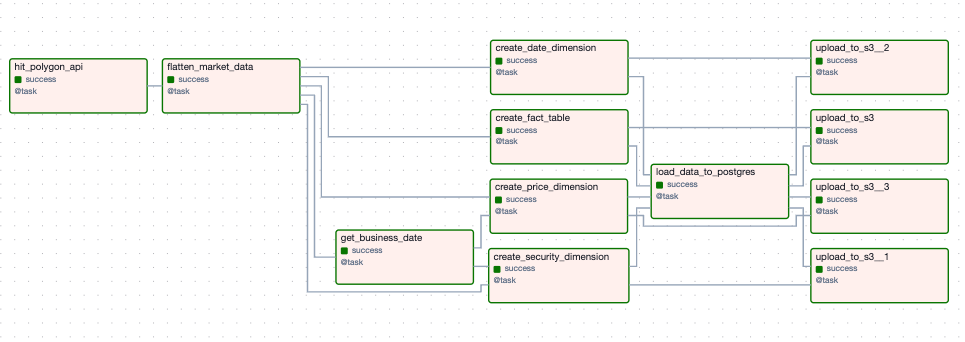 hit_polygon_api
success
@task
flatten_market_data
success
@task
get_business_date
success
@task
create_date_dimension
success
@task
create_fact_table
success
@task
create_price_dimension
success
@task
create_security_dimension
success
@task
load_data_to_postgres
success
@task
upload_to_s3__2
success
@task
upload_to_s3
success
@task
upload_to_s3__3
success
@task
upload_to_s3__1
success
@task